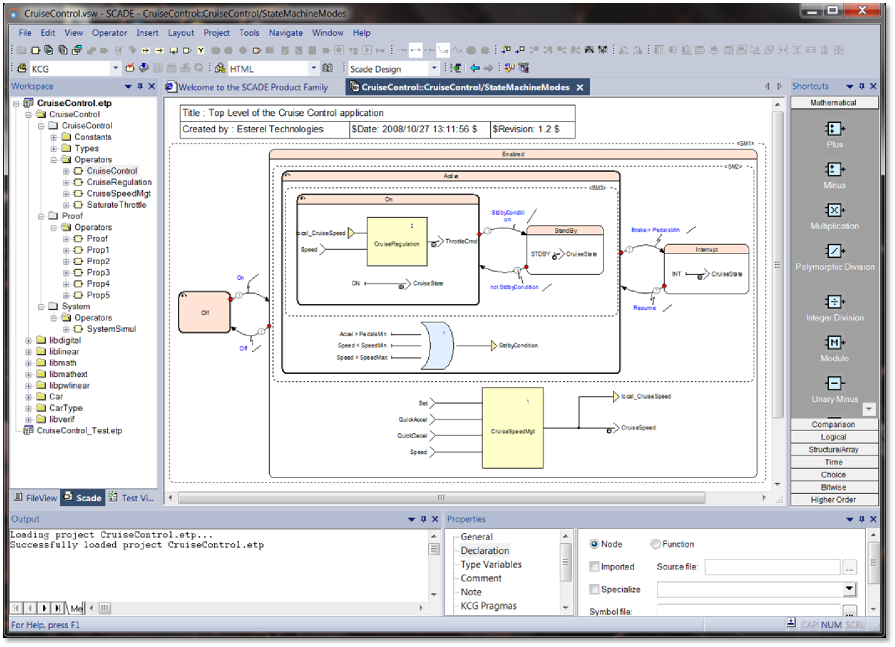 CruiseControl.vsw - SCADE - CruiseControl::CruiseControl/StateMachineModes
File Edit View Operator Insert Layout Project Tools Navigate Window Help
KCG HTML Scade Design
Workspace
CruiseControl.etp
CruiseControl
CruiseControl
Constants
Types
Operators
CruiseControl
CruiseRegulation
CruiseSpeedMgt
SaturateThrottle
Proof
Operators
Proof
Prop1
Prop2
Prop3
Prop4
Prop5
System
Operators
SystemSimul
libdigital
liblinear
libmath
libmathext
libpwlinear
Car
CarType
libverif
CruiseControl_Test.etp
FileView Scade Test Vi...
Welcome to the SCADE Product Family CruiseControl::CruiseControl/StateMachineModes
Title : Top Level of the Cruise Control application
Created by : Esterel Technologies $Date: 2008/10/27 13:11:56 $ $Revision: 1.2 $
<SM1>
Enabled
<SM2>
Active
<SM3>
On
local_CruiseSpeed
Speed
CruiseRegulation
ThrottleCmd
ON CruiseState
StdbyConditi
on
StandBy
STDBY CruiseState
not StdbyCondition
Brake > PedalsMin
Interrupt
INT CruiseState
Resume
On
Off
Off
Accel > PedalsMin
Speed < SpeedMin
Speed > SpeedMax
1
StdbyCondition
Set
QuickAccel
QuickDecel
Speed
1
CruiseSpeedMgt
local_CruiseSpeed
CruiseSpeed
Shortcuts
Mathematical
Plus
Minus
Multiplication
Polymorphic Division
Integer Division
Modulo
Unary Minus
Comparison
Logical
Structure/Array
Time
Choice
Bitwise
Higher Order
Output
Loading project CruiseControl.etp...
Successfully loaded project CruiseControl.etp
Me
Properties
General
Declaration
Type Variables
Comment
Note
KCG Pragmas
Node Function
Imported Source file: ...
Specialize
Symbol file: ...
For Help, press F1
CAP NUM SCRL